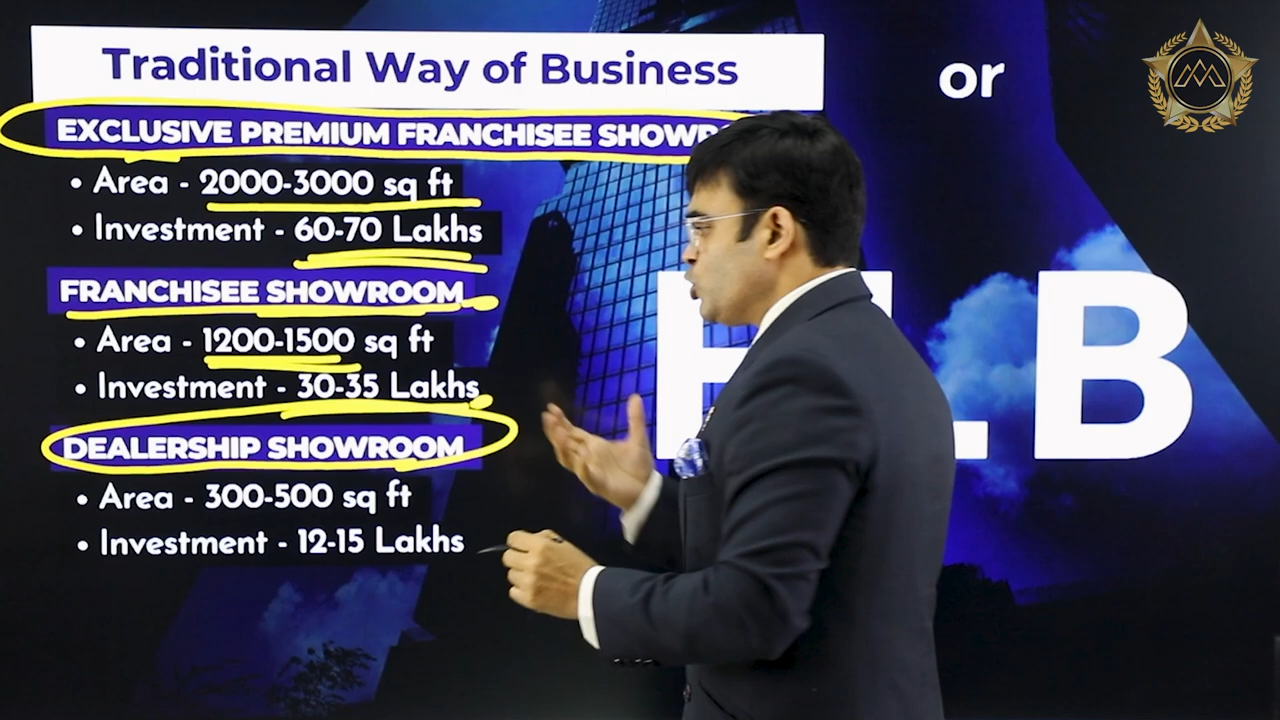 Traditional Way of Business
or
EXCLUSIVE PREMIUM FRANCHISEE
• Area - 2000-3000 sq ft
• Investment - 60-70 Lakhs
FRANCHISEE SHOWROOM
• Area - 1200-1500 sq ft
• Investment - 30-35 Lakhs
B
DEALERSHIP SHOWROOM
• Area - 300-500 sq ft
• Investment - 12-15 Lakhs